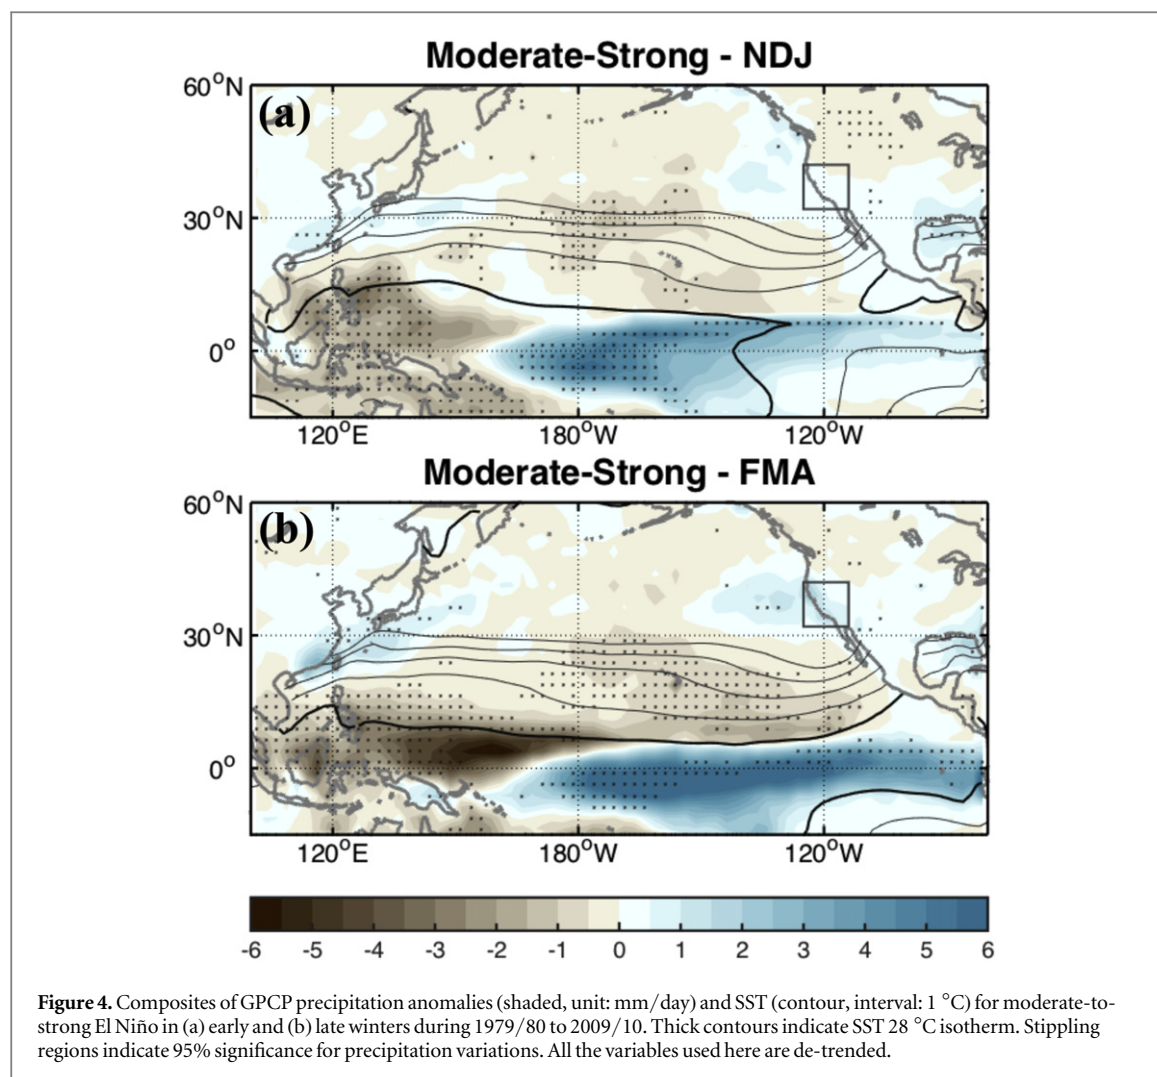 Moderate-Strong - NDJ
60°N
(a)
30°N
0°
120°E 180°W 120°W
Moderate-Strong - FMA
60°N
(b)
30°N
0°
120°E 180°W 120°W
-6 -5 -4 -3 -2 -1 0 1 2 3 4 5 6
Figure 4. Composites of GPCP precipitation anomalies (shaded, unit: mm/day) and SST (contour, interval: 1 °C) for moderate-to-
strong El Niño in (a) early and (b) late winters during 1979/80 to 2009/10. Thick contours indicate SST 28 °C isotherm. Stippling
regions indicate 95% significance for precipitation variations. All the variables used here are de-trended.